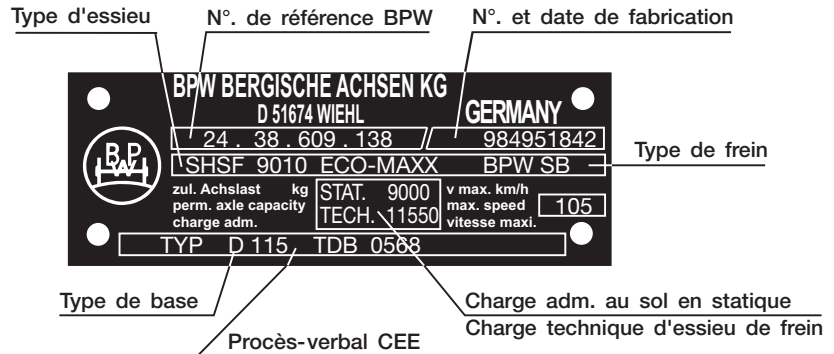 Type d'essieu
N°. de référence BPW
N°. et date de fabrication
BPW BERGISCHE ACHSEN KG
D 51674 WIEHL
GERMANY
BPW
24 . 38 . 609 . 138 984951842
SHSF 9010 ECO-MAXX BPW SB
Type de frein
zul. Achslast kg
perm. axle capacity
charge adm.
STAT. 9000
TECH. 11550
v max. km/h
max. speed
vitesse maxi.
105
TYP D 115 TDB 0568
Type de base
Procès-verbal CEE
Charge adm. au sol en statique
Charge technique d'essieu de frein